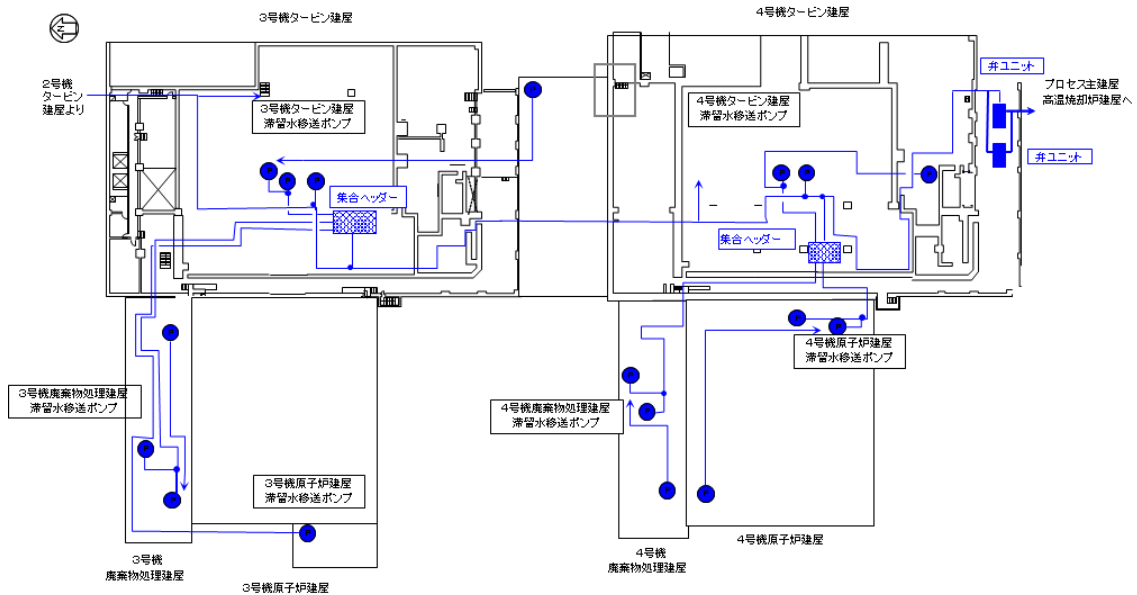 3号機タービン建屋
4号機タービン建屋
N
2号機
タービン
建屋より
3号機タービン建屋
滞留水移送ポンプ
4号機タービン建屋
滞留水移送ポンプ
弁ユニット
プロセス主建屋
高温焼却炉建屋へ
弁ユニット
P
P
P
P
P
P
P
集合ヘッダー
集合ヘッダー
P
P
P
4号機原子炉建屋
滞留水移送ポンプ
P
P
3号機廃棄物処理建屋
滞留水移送ポンプ
4号機廃棄物処理建屋
滞留水移送ポンプ
P
P
3号機原子炉建屋
滞留水移送ポンプ
P
P
P
P
3号機
廃棄物処理建屋
3号機原子炉建屋
4号機
廃棄物処理建屋
4号機原子炉建屋